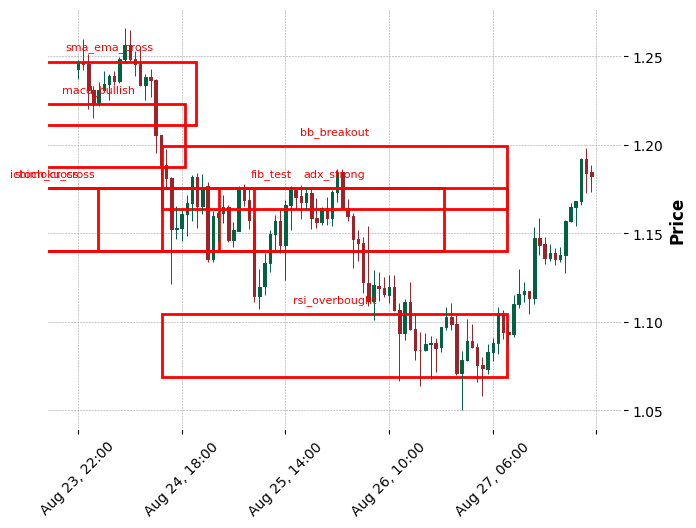 sma_ema_cross
1.25
macd_bullish
bb_breakout
1.20
stoch_cross
fib_test
adx_strong
Price
1.15
rsi_overbought
1.10
1.05
Aug 23, 22:00
Aug 24, 18:00
Aug 25, 14:00
Aug 26, 10:00
Aug 27, 06:00